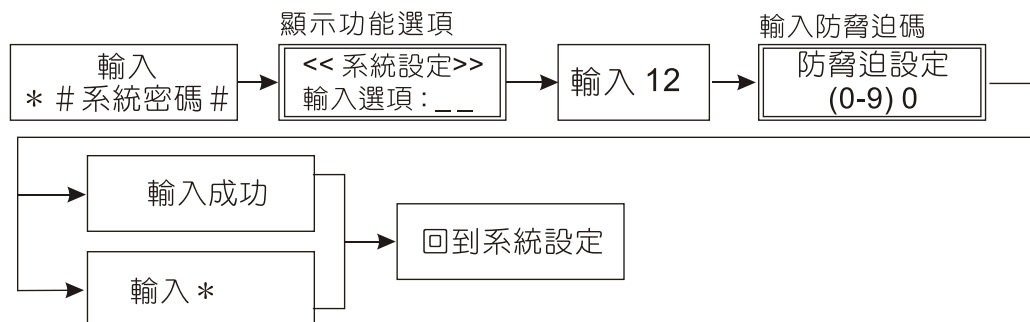 顯示功能選項
輸入防脅迫碼
輸入
＊＃系統密碼＃
<< 系統設定>>
輸入選項：_ _
輸入 12
防脅迫設定
(0-9) 0
輸入成功
回到系統設定
輸入＊